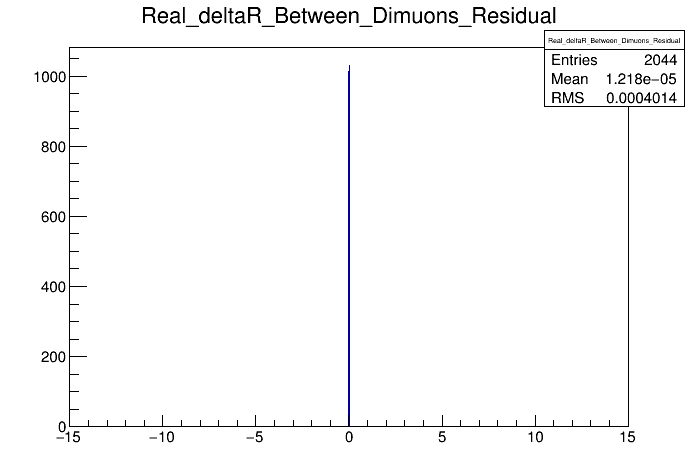 Real_deltaR_Between_Dimuons_Residual
Real_deltaR_Between_Dimuons_Residual
Entries 2044
Mean 1.218e−05
RMS 0.0004014
1000
800
600
400
200
0
−15 −10 −5 0 5 10 15